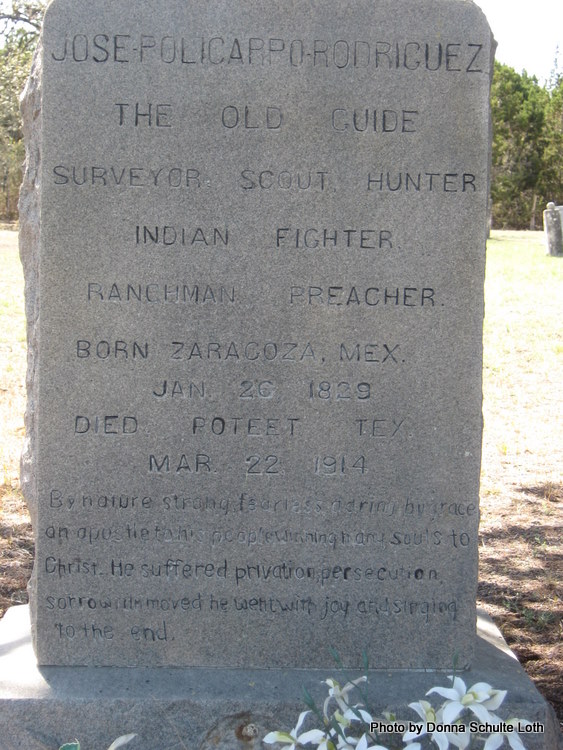 JOSE·POLICARPO·RODRIGUEZ
THE OLD GUIDE
SURVEYOR. SCOUT. HUNTER
INDIAN FIGHTER.
RANCHMAN. PREACHER.
BORN ZARAGOZA, MEX.
JAN. 26 1829
DIED POTEET TEX.
MAR. 22 1914
By nature strong, fearless daring, by grace
an apostle to his people winning many souls to
Christ. He suffered privation, persecution,
sorrow unmoved he went with joy and singing
to the end.
Photo by Donna Schulte Loth